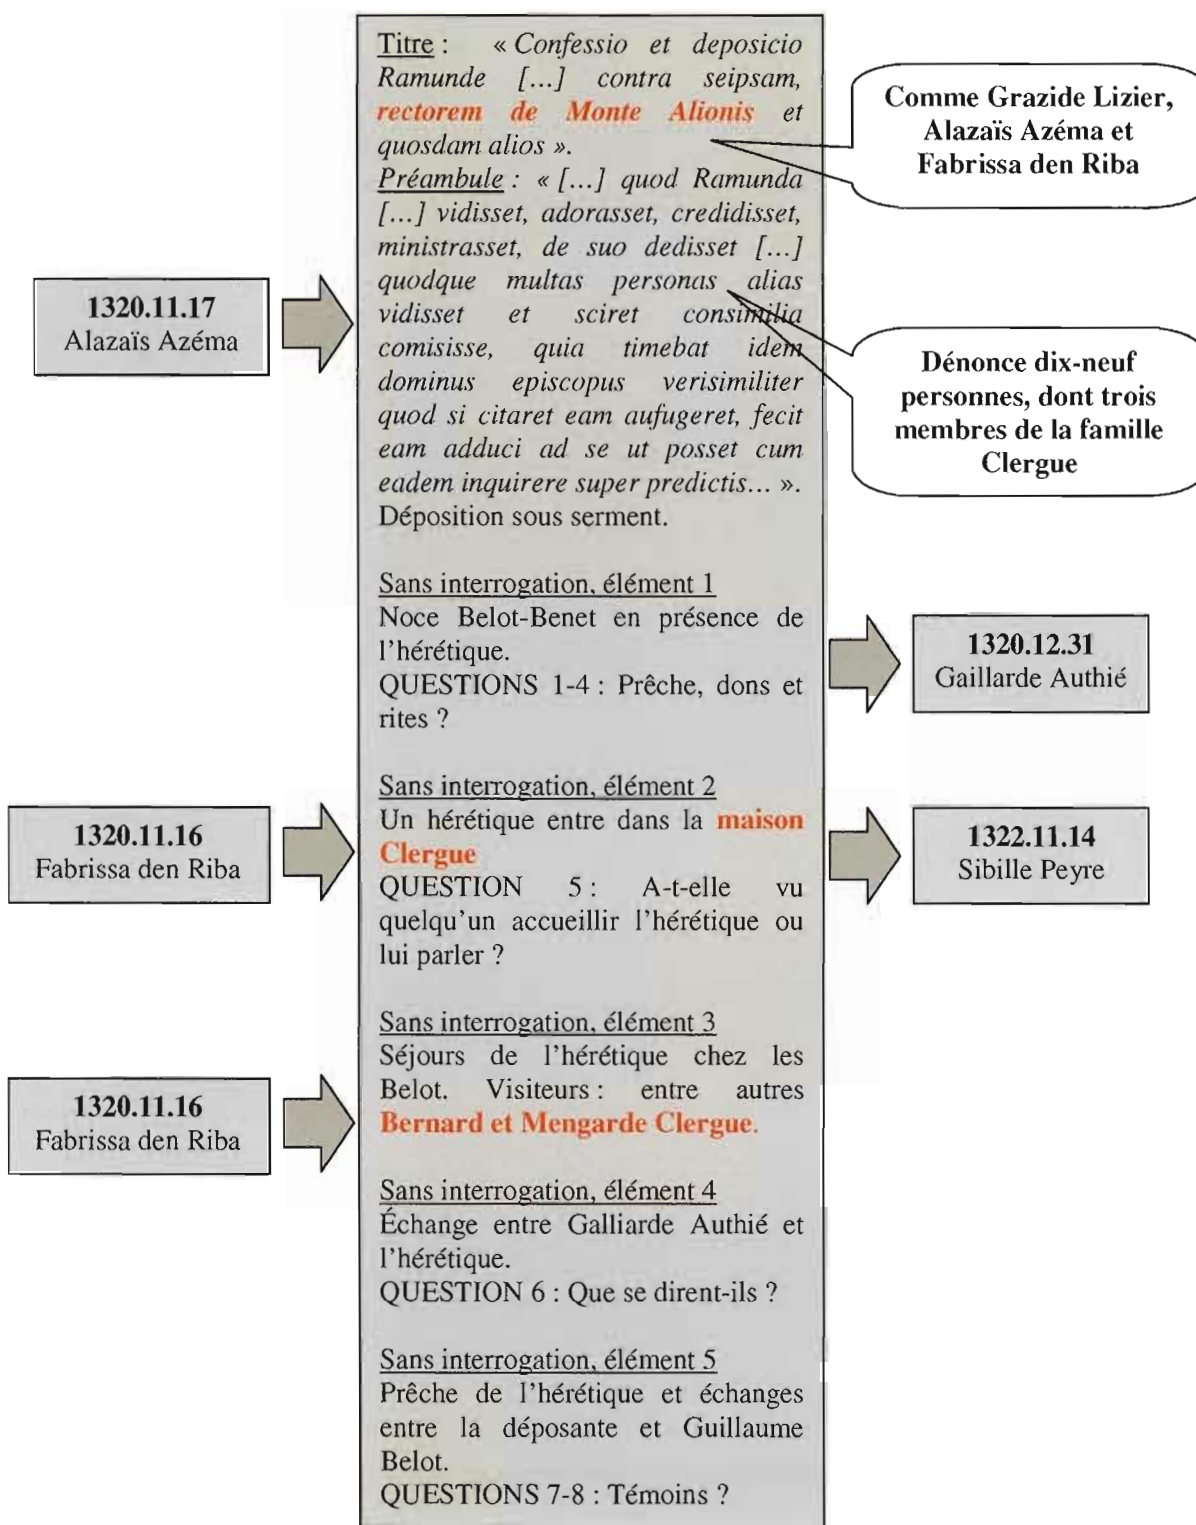 Titre : « Confessio et deposicio
Ramunde [...] contra seipsam,
rectorem de Monte Alionis et
quosdam alios ».
Préambule : « [...] quod Ramunda
[...] vidisset, adorasset, credidisset,
ministrasset, de suo dedisset [...]
quodque multas personas alias
vidisset et sciret consimilia
comisisse, quia timebat idem
dominus episcopus verisimiliter
quod si citaret eam aufugeret, fecit
eam adduci ad se ut posset cum
eadem inquirere super predictis... ».
Déposition sous serment.
Comme Grazide Lizier,
Alazaïs Azéma et
Fabrissa den Riba
1320.11.17
Alazaïs Azéma
Dénonce dix-neuf
personnes, dont trois
membres de la famille
Clergue
Sans interrogation, élément 1
Noce Belot-Benet en présence de
l'hérétique.
QUESTIONS 1-4 : Prêche, dons et
rites ?
1320.12.31
Gaillarde Authié
Sans interrogation, élément 2
Un hérétique entre dans la maison
Clergue
QUESTION 5 : A-t-elle vu
quelqu'un accueillir l'hérétique ou
lui parler ?
1320.11.16
Fabrissa den Riba
1322.11.14
Sibille Peyre
Sans interrogation, élément 3
Séjours de l'hérétique chez les
Belot. Visiteurs : entre autres
Bernard et Mengarde Clergue.
1320.11.16
Fabrissa den Riba
Sans interrogation, élément 4
Échange entre Galliarde Authié et
l'hérétique.
QUESTION 6 : Que se dirent-ils ?
Sans interrogation, élément 5
Prêche de l'hérétique et échanges
entre la déposante et Guillaume
Belot.
QUESTIONS 7-8 : Témoins ?